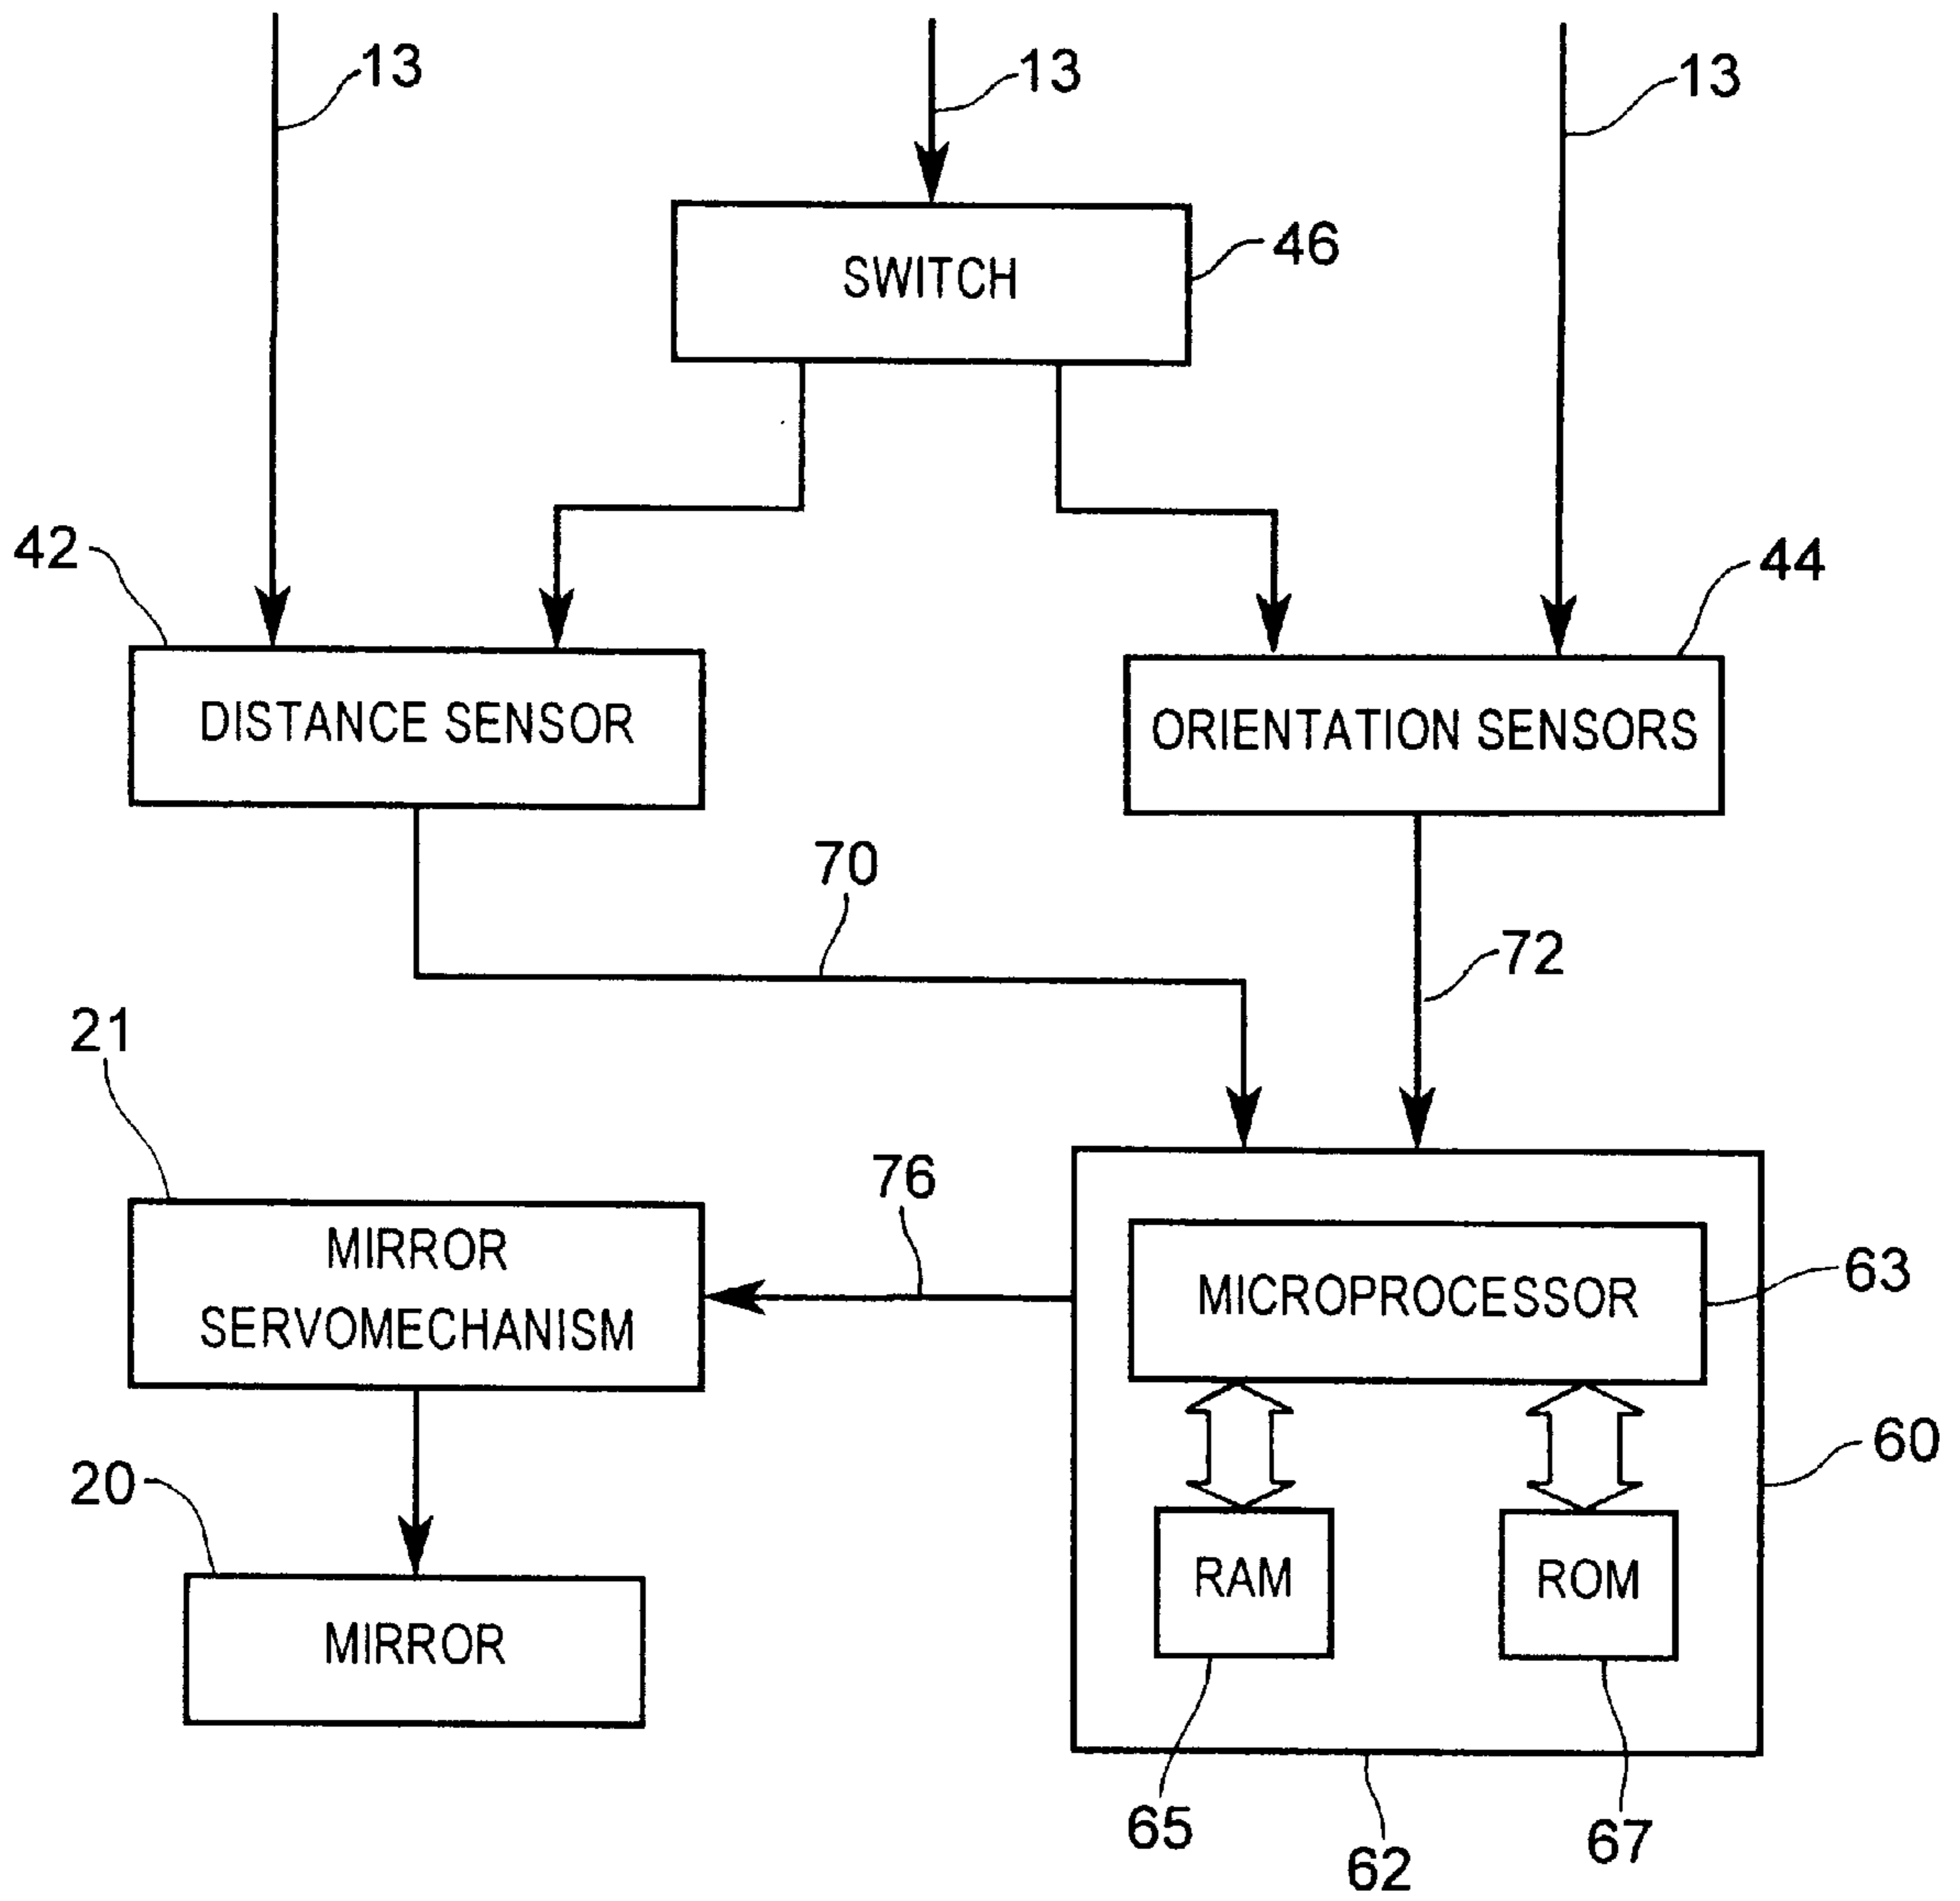 13
13
13
SWITCH
46
42
44
DISTANCE SENSOR
ORIENTATION SENSORS
70
72
21
76
MIRROR
SERVOMECHANISM
MICROPROCESSOR
63
60
20
RAM
ROM
MIRROR
65
62
67